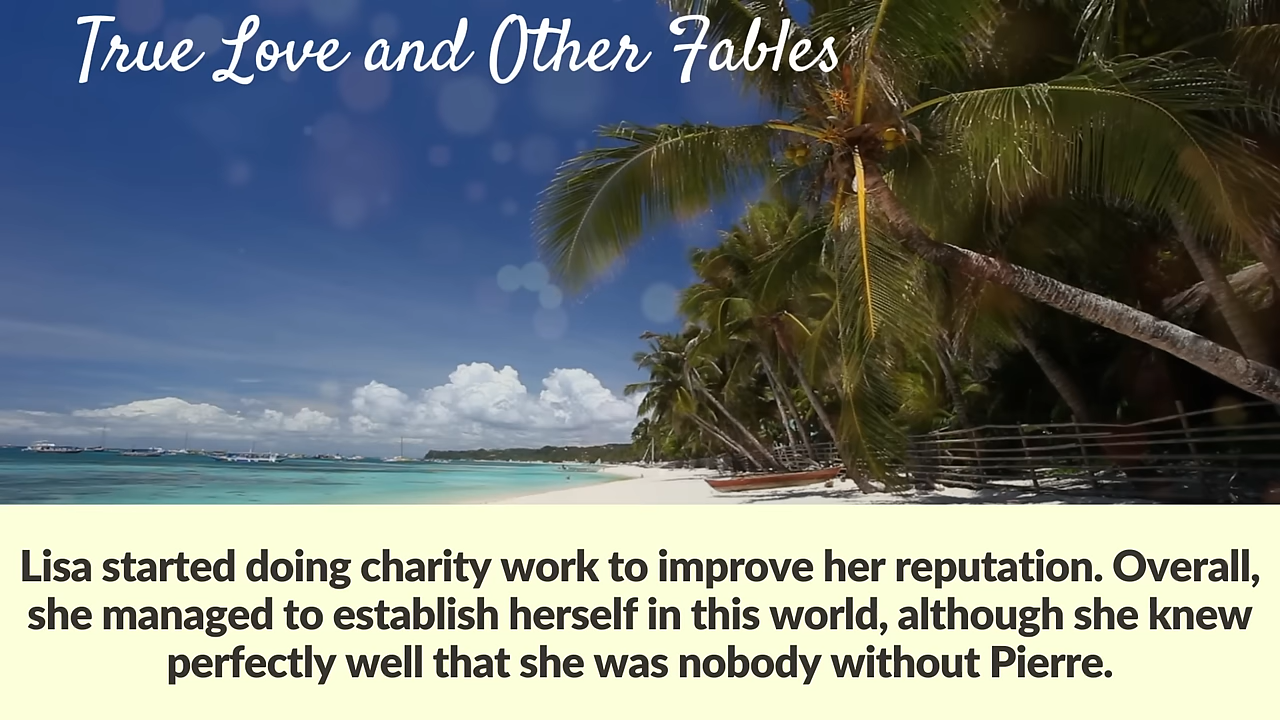 True Love and Other Fables
Lisa started doing charity work to improve her reputation. Overall,
she managed to establish herself in this world, although she knew
perfectly well that she was nobody without Pierre.